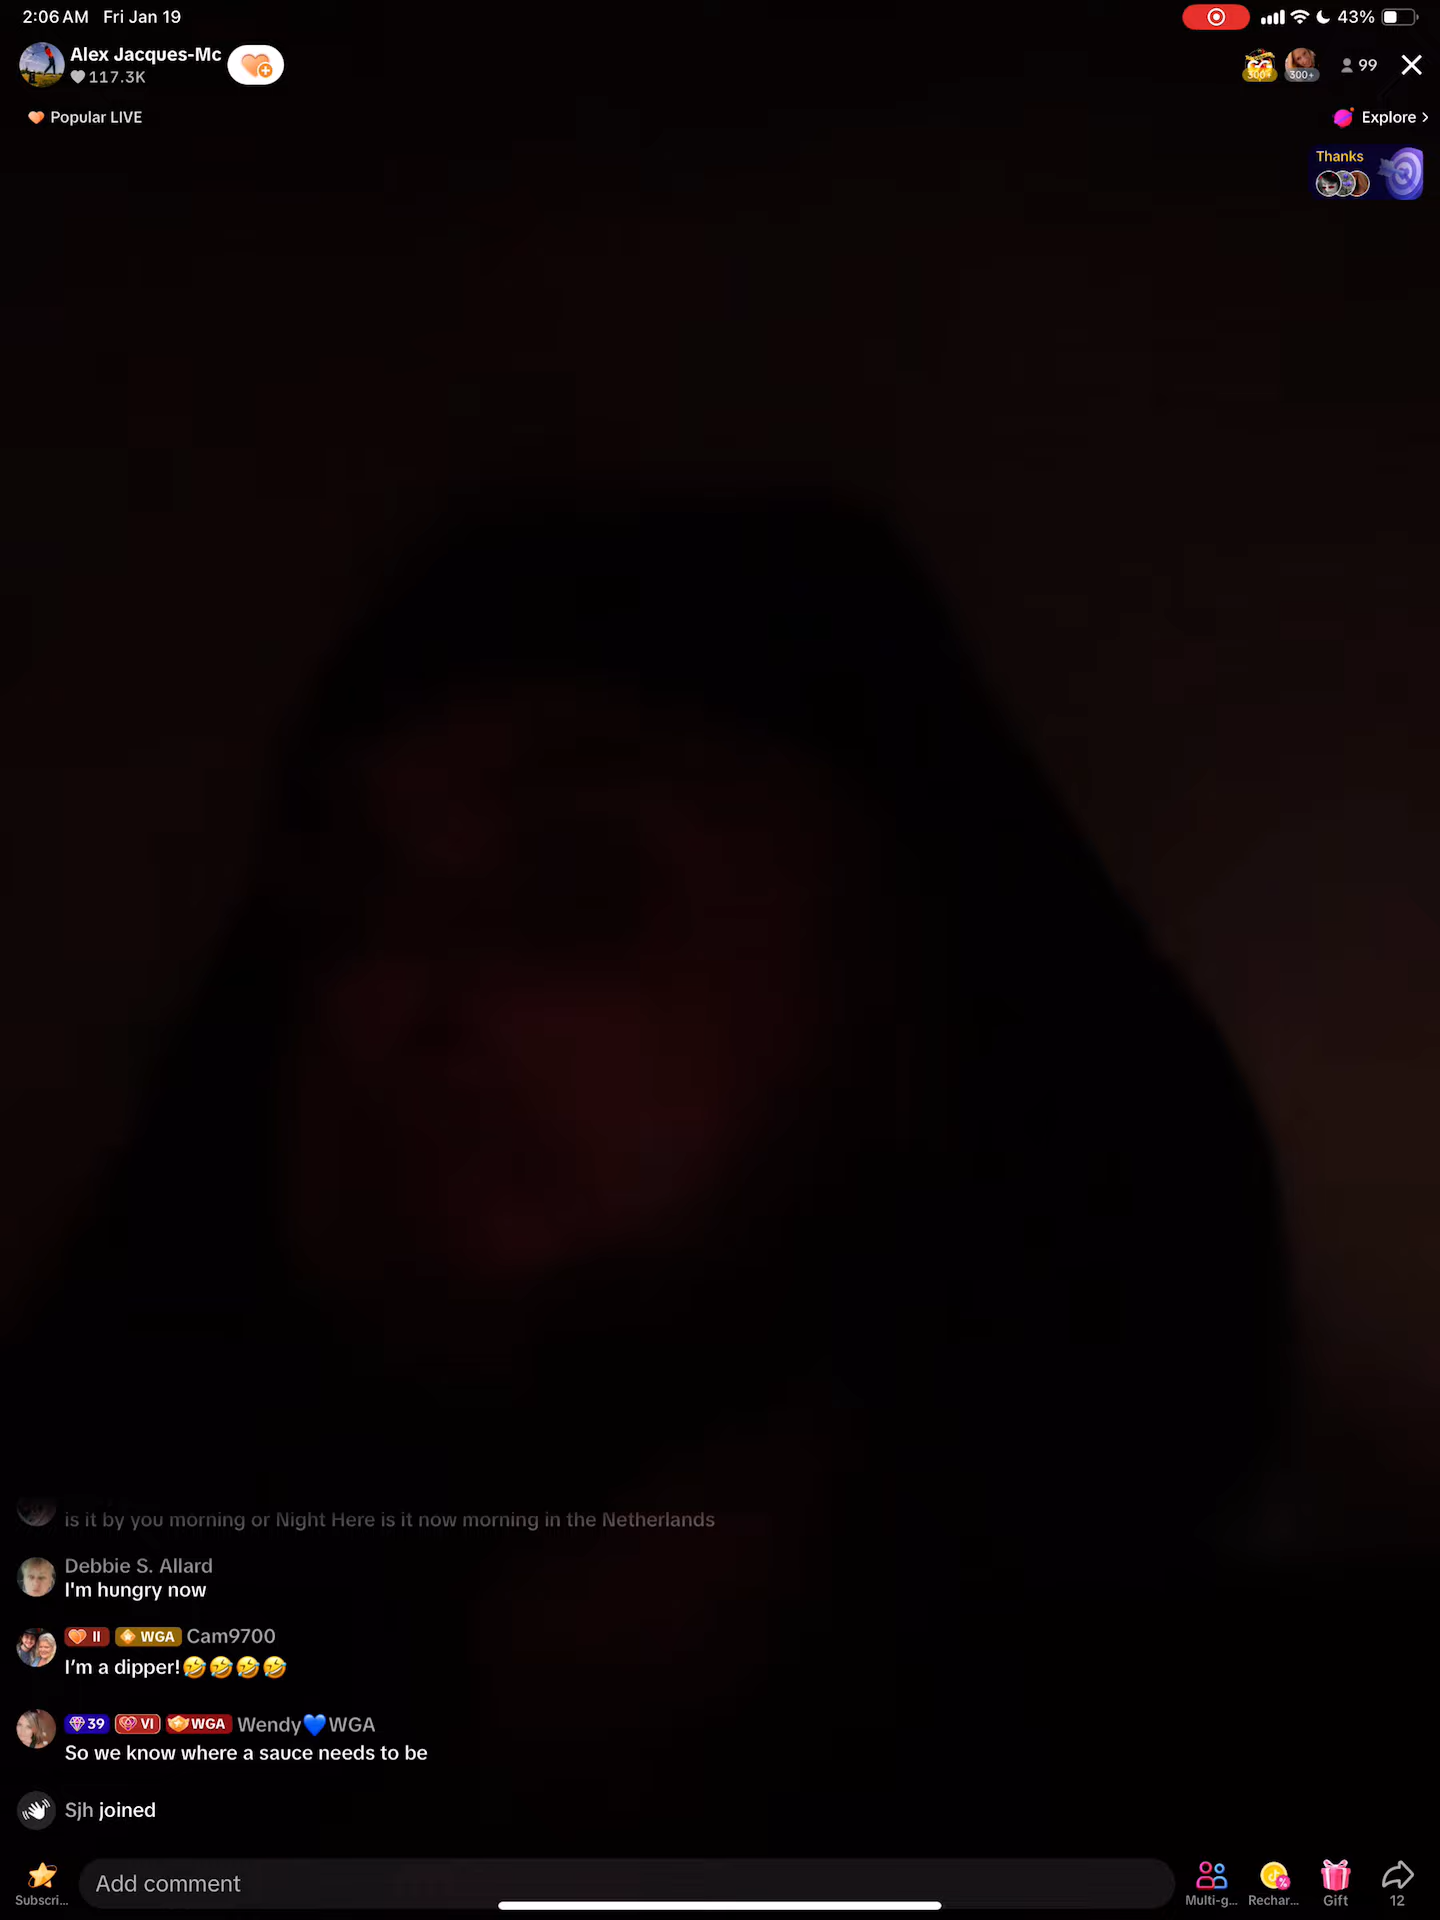 2:06 AM Fri Jan 19
43%
Alex Jacques-Mc
117.3K
300+
300+
99
Popular LIVE
Explore >
Thanks
is it by you morning or Night Here is it now morning in the Netherlands
Debbie S. Allard
I'm hungry now
II WGA Cam9700
I'm a dipper!🤣🤣🤣🤣
39 VI WGA Wendy💙WGA
So we know where a sauce needs to be
Sjh joined
Add comment
Subscri...
Multi-g...
Rechar...
Gift
12